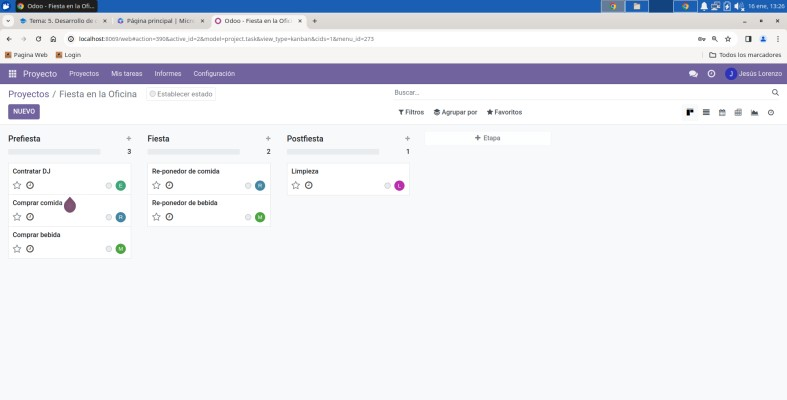 Odoo - Fiesta en la Ofi...
16 ene, 13:26
Tema: 5. Desarrollo de
Página principal | Micr
Odoo - Fiesta en la Ofic
localhost:8069/web#action=390&active_id=2&model=project.task&view_type=kanban&cids=1&menu_id=273
Pagina Web
Login
Todos los marcadores
Proyecto
Proyectos
Mis tareas
Informes
Configuración
Jesús Lorenzo
Proyectos / Fiesta en la Oficina
Establecer estado
Buscar...
NUEVO
Filtros
Agrupar por
Favoritos
Prefiesta +
3
Contratar DJ
E
Comprar comida
R
Comprar bebida
M
Fiesta +
2
Re-ponedor de comida
R
Re-ponedor de bebida
M
Postfiesta +
1
Limpieza
L
+ Etapa